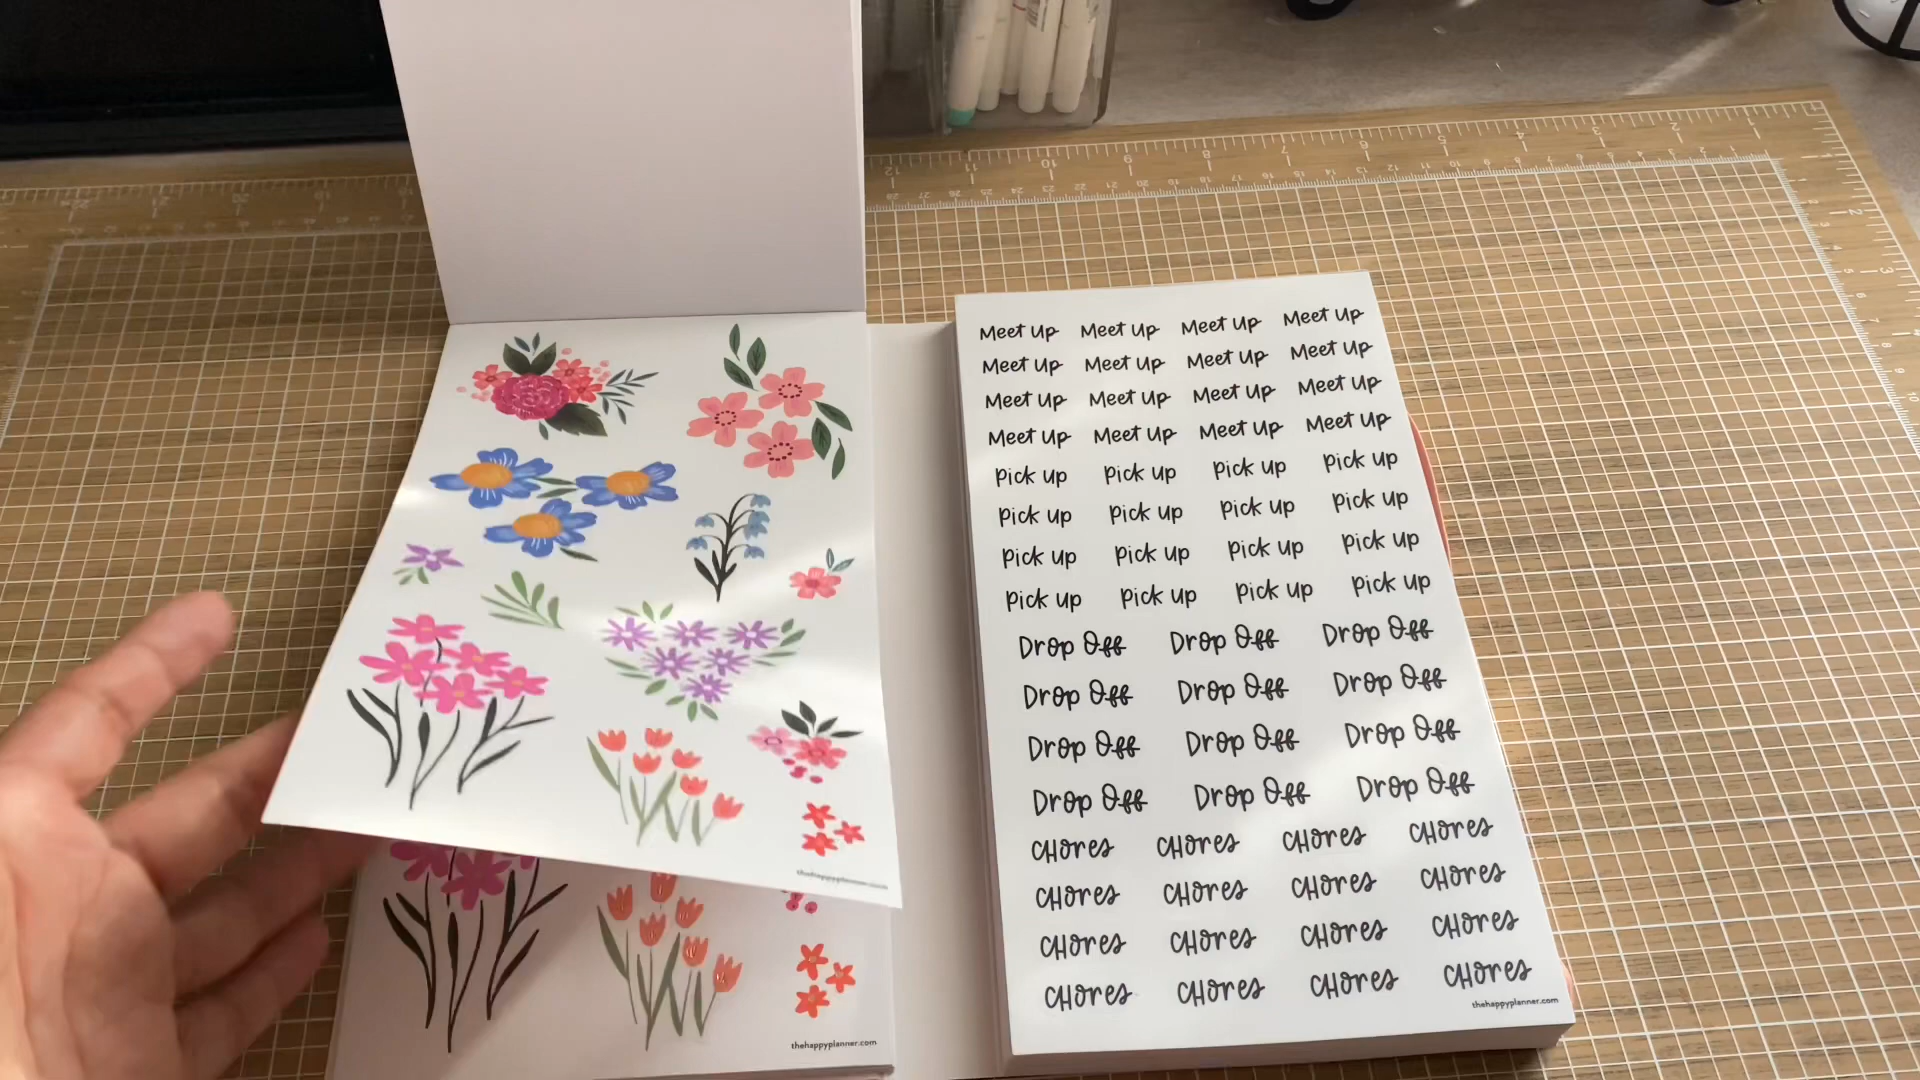 Meet Up Meet Up Meet Up Meet Up
Meet Up Meet Up Meet Up Meet Up
Meet Up Meet Up Meet Up Meet Up
Meet Up Meet Up Meet Up Meet Up
Pick Up Pick Up Pick Up Pick Up
Pick Up Pick Up Pick Up Pick Up
Pick Up Pick Up Pick Up Pick Up
Pick Up Pick Up Pick Up Pick Up
Drop Off Drop Off Drop Off
Drop Off Drop Off Drop Off
Drop Off Drop Off Drop Off
Drop Off Drop Off Drop Off
CHores CHores CHores CHores
CHores CHores CHores CHores
CHores CHores CHores CHores
CHores CHores CHores CHores
thehappyplanner.com
thehappyplanner.com
thehappyplanner.com